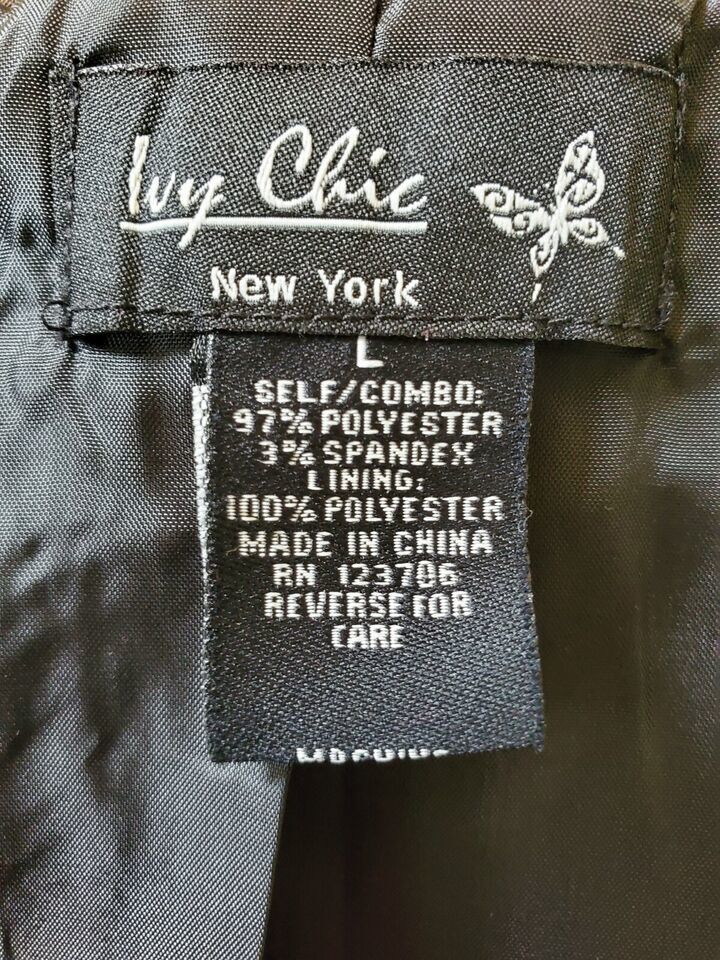 Ivy Chic
New York
L
SELF/COMBO:
97% POLYESTER
3% SPANDEX
LINING:
100% POLYESTER
MADE IN CHINA
RN 123706
REVERSE FOR
CARE